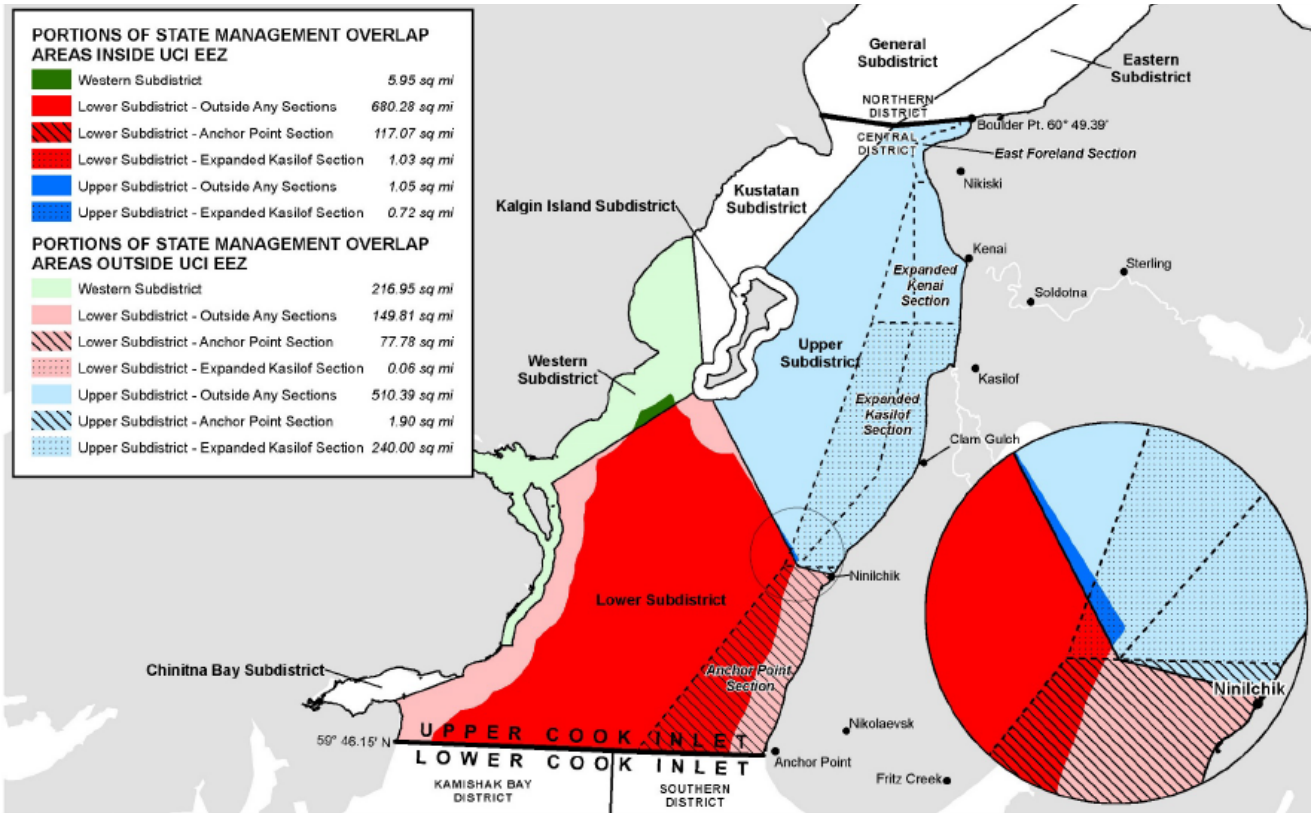 PORTIONS OF STATE MANAGEMENT OVERLAP
AREAS INSIDE UCI EEZ
Western Subdistrict 5.95 sq mi
Lower Subdistrict - Outside Any Sections 680.28 sq mi
Lower Subdistrict - Anchor Point Section 117.07 sq mi
Lower Subdistrict - Expanded Kasilof Section 1.03 sq mi
Upper Subdistrict - Outside Any Sections 1.05 sq mi
Upper Subdistrict - Expanded Kasilof Section 0.72 sq mi
PORTIONS OF STATE MANAGEMENT OVERLAP
AREAS OUTSIDE UCI EEZ
Western Subdistrict 216.95 sq mi
Lower Subdistrict - Outside Any Sections 149.81 sq mi
Lower Subdistrict - Anchor Point Section 77.78 sq mi
Lower Subdistrict - Expanded Kasilof Section 0.06 sq mi
Upper Subdistrict - Outside Any Sections 510.39 sq mi
Upper Subdistrict - Anchor Point Section 1.90 sq mi
Upper Subdistrict - Expanded Kasilof Section 240.00 sq mi
General
Subdistrict
Eastern
Subdistrict
NORTHERN
DISTRICT
CENTRAL
DISTRICT
Boulder Pt. 60° 49.39'
East Foreland Section
Nikiski
Kustatan
Subdistrict
Kalgin Island Subdistrict
Kenai
Sterling
Expanded
Kenai
Section
Soldotna
Upper
Subdistrict
Western
Subdistrict
Kasilof
Expanded
Kasilof
Section
Clam Gulch
Ninilchik
Lower Subdistrict
Chinitna Bay Subdistrict
Anchor Point
Section
Ninilchik
Nikolaevsk
59° 46.15' N
UPPER COOK INLET
LOWER COOK INLET
Anchor Point
KAMISHAK BAY
DISTRICT
SOUTHERN
DISTRICT
Fritz Creek